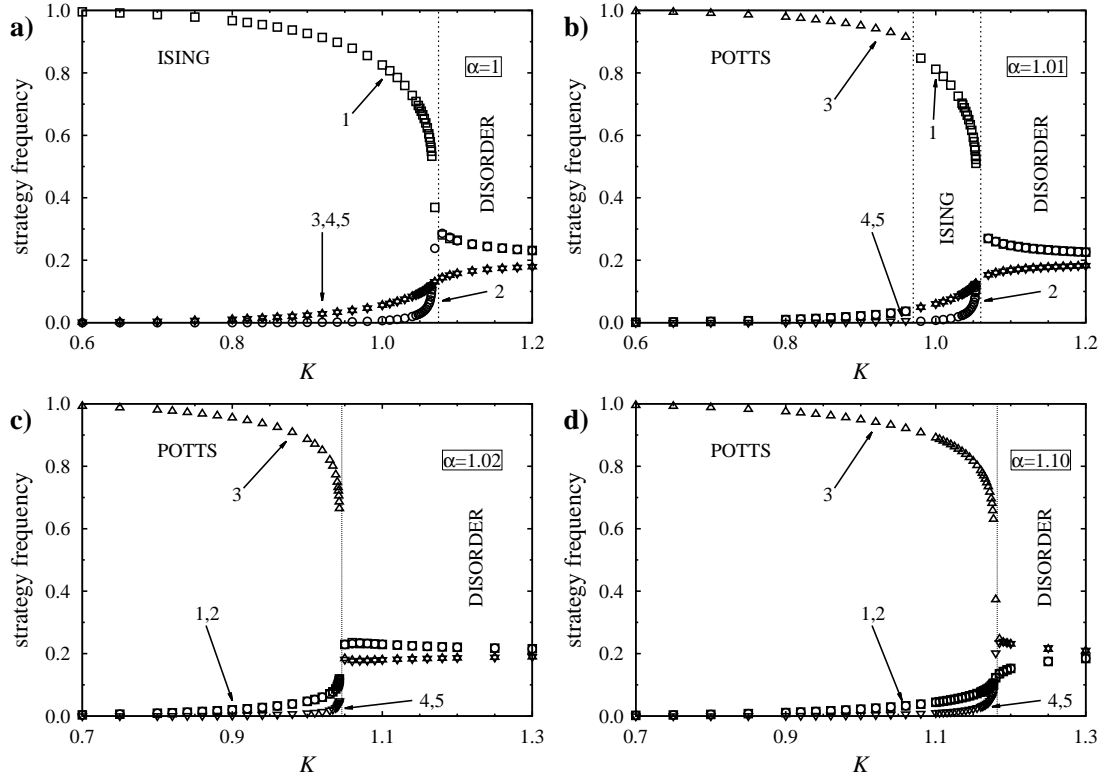 a)
ISING
α=1
1
3,4,5
2
DISORDER
strategy frequency
1.0
0.8
0.6
0.4
0.2
0.0
0.6 0.8 1.0 1.2
K
b)
POTTS
α=1.01
3
1
4,5
2
ISING
DISORDER
strategy frequency
1.0
0.8
0.6
0.4
0.2
0.0
0.6 0.8 1.0 1.2
K
c)
POTTS
α=1.02
3
1,2
4,5
DISORDER
strategy frequency
1.0
0.8
0.6
0.4
0.2
0.0
0.7 0.9 1.1 1.3
K
d)
POTTS
α=1.10
3
1,2
4,5
DISORDER
strategy frequency
1.0
0.8
0.6
0.4
0.2
0.0
0.7 0.9 1.1 1.3
K